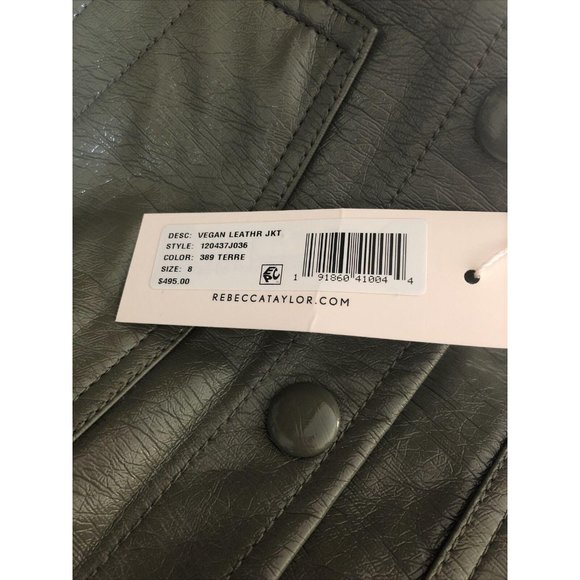 DESC: VEGAN LEATHR JKT
STYLE: 120437J036
COLOR: 389 TERRE
SIZE: 8
$495.00
1 91860 41004 4
REBECCATAYLOR.COM